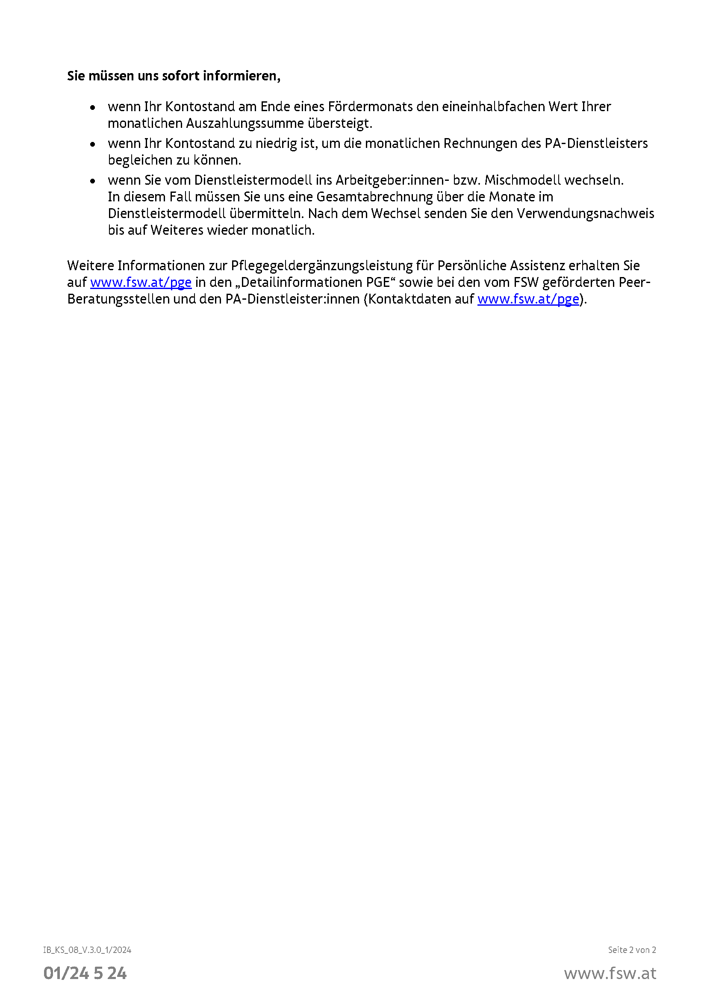 Sie müssen uns sofort informieren,
• wenn Ihr Kontostand am Ende eines Fördermonats den eineinhalbfachen Wert Ihrer
monatlichen Auszahlungssumme übersteigt.
• wenn Ihr Kontostand zu niedrig ist, um die monatlichen Rechnungen des PA-Dienstleisters
begleichen zu können.
• wenn Sie vom Dienstleistermodell ins Arbeitgeber:innen- bzw. Mischmodell wechseln.
In diesem Fall müssen Sie uns eine Gesamtabrechnung über die Monate im
Dienstleistermodell übermitteln. Nach dem Wechsel senden Sie den Verwendungsnachweis
bis auf Weiteres wieder monatlich.
Weitere Informationen zur Pflegegeldergänzungsleistung für Persönliche Assistenz erhalten Sie
auf www.fsw.at/pge in den „Detailinformationen PGE“ sowie bei den vom FSW geförderten Peer-
Beratungsstellen und den PA-Dienstleister:innen (Kontaktdaten auf www.fsw.at/pge).
IB_KS_08_V.3.0_1/2024
Seite 2 von 2
01/24 5 24
www.fsw.at